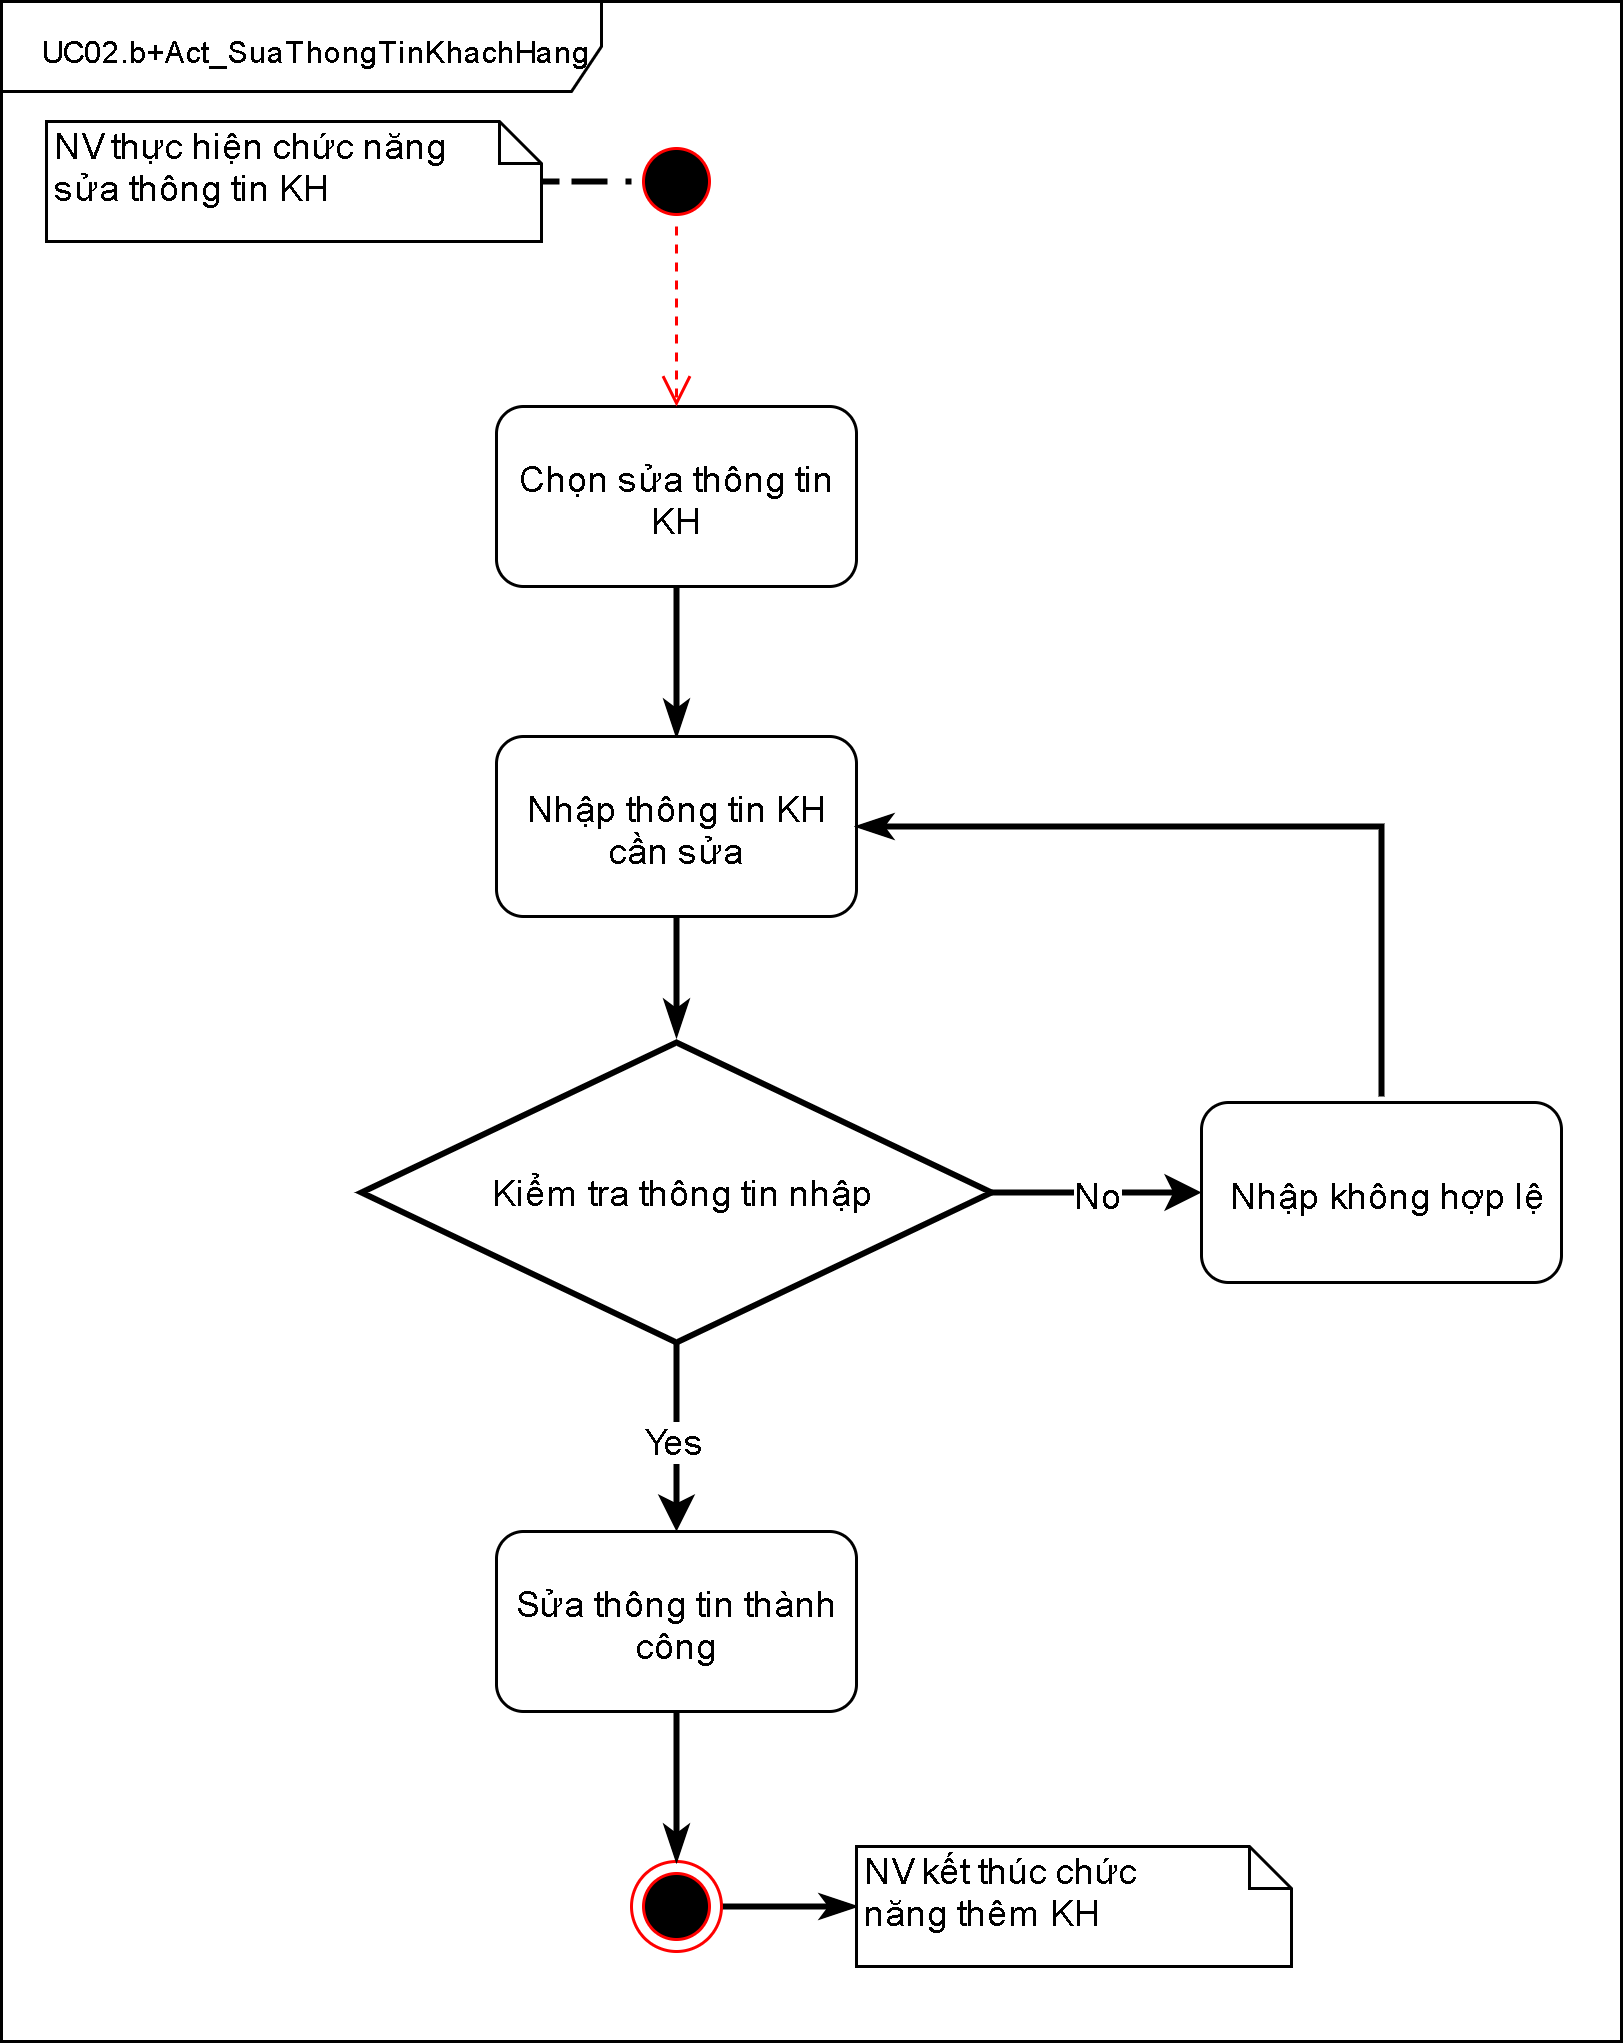 UC02.b+Act_SuaThongTinKhachHang
NV thực hiện chức năng
sửa thông tin KH
Chọn sửa thông tin
KH
Nhập thông tin KH
cần sửa
Kiểm tra thông tin nhập
No
Nhập không hợp lệ
Yes
Sửa thông tin thành
công
NV kết thúc chức
năng thêm KH